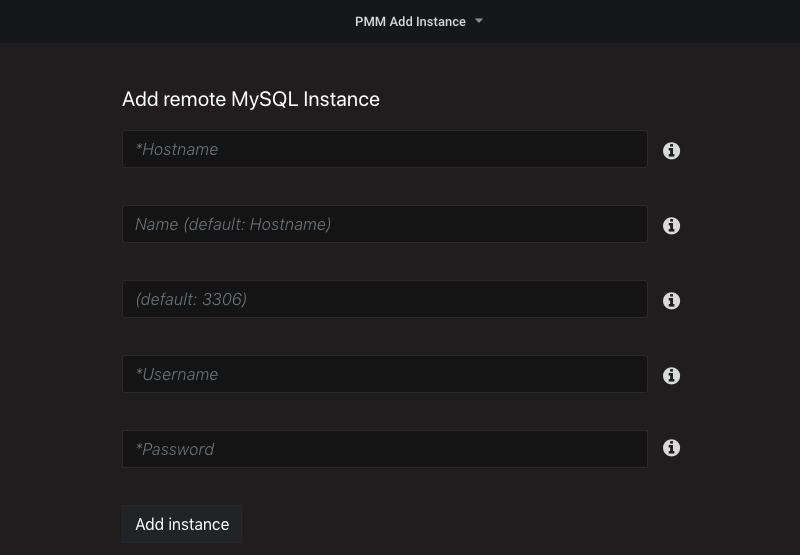 PMM Add Instance
Add remote MySQL Instance
*Hostname
Name (default: Hostname)
(default: 3306)
*Username
*Password
Add instance